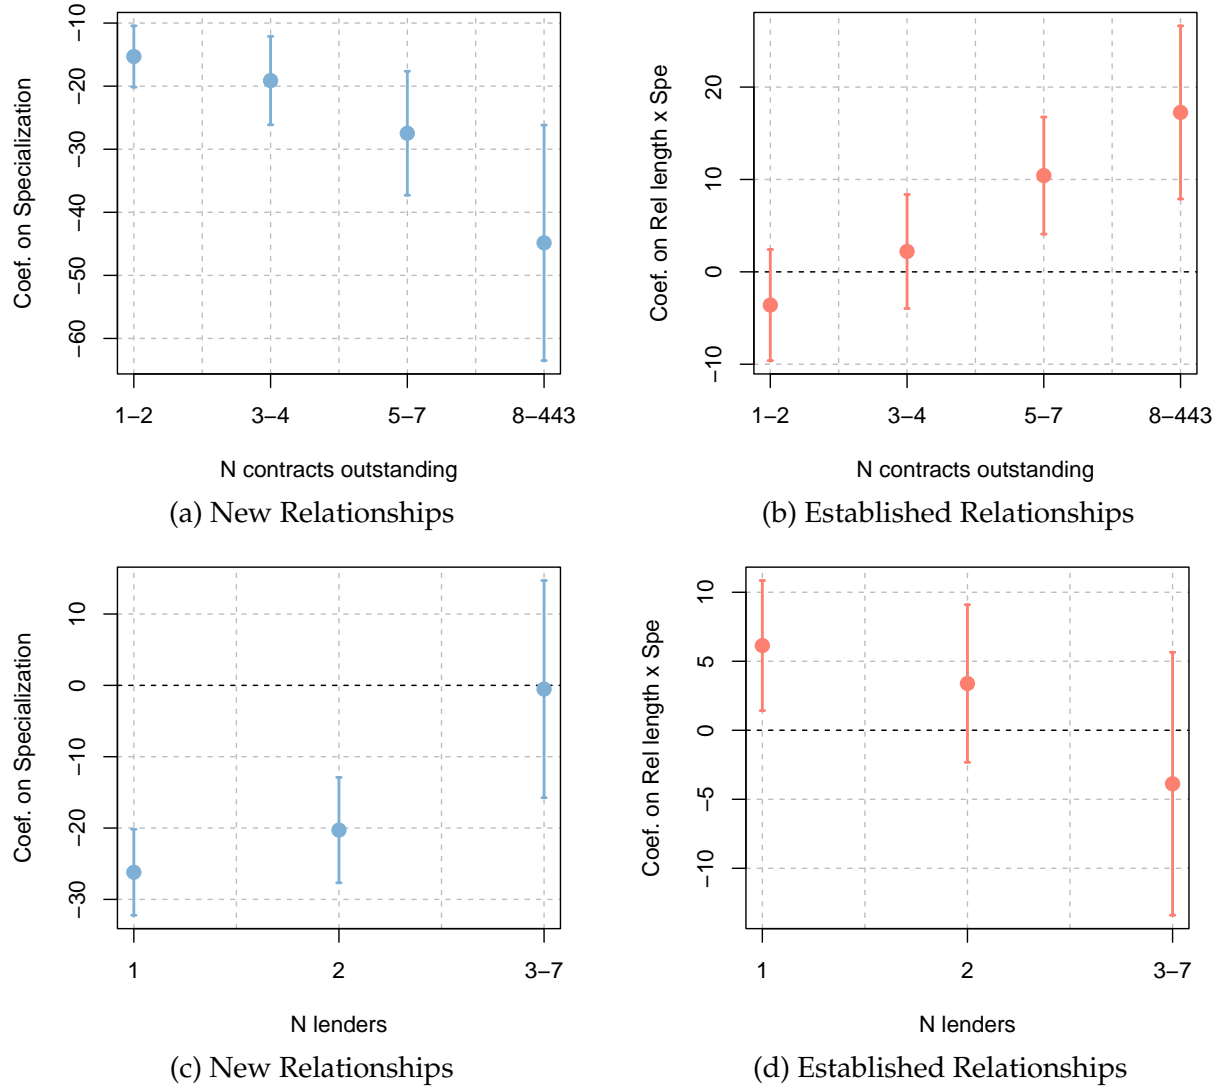 Coef. on Specialization
−10
−20
−30
−40
−50
−60
1−2 3−4 5−7 8−443
N contracts outstanding
(a) New Relationships
Coef. on Rel length x Spe
20
10
0
−10
1−2 3−4 5−7 8−443
N contracts outstanding
(b) Established Relationships
Coef. on Specialization
10
0
−10
−20
−30
1 2 3−7
N lenders
(c) New Relationships
Coef. on Rel length x Spe
10
5
0
−5
−10
1 2 3−7
N lenders
(d) Established Relationships